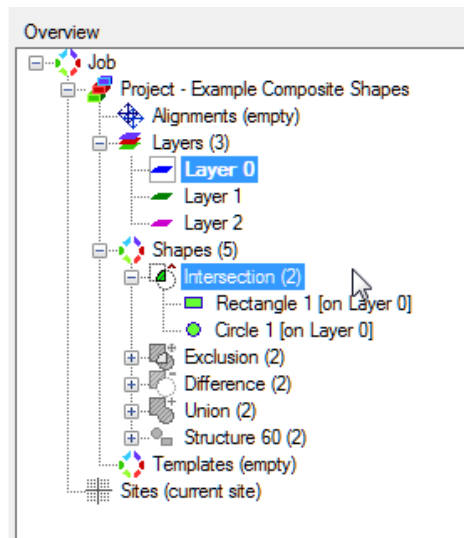 Overview
Job
Project - Example Composite Shapes
Alignments (empty)
Layers (3)
Layer 0
Layer 1
Layer 2
Shapes (5)
Intersection (2)
Rectangle 1 [on Layer 0]
Circle 1 [on Layer 0]
Exclusion (2)
Difference (2)
Union (2)
Structure 60 (2)
Templates (empty)
Sites (current site)